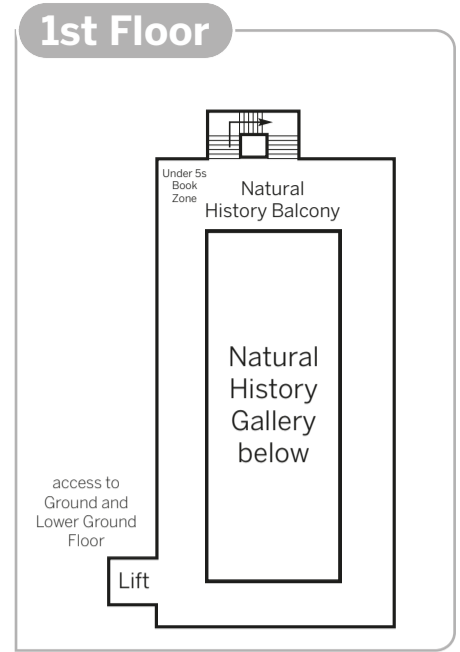 1st Floor
Under 5s
Book
Zone
Natural
History Balcony
Natural
History
Gallery
below
access to
Ground and
Lower Ground
Floor
Lift